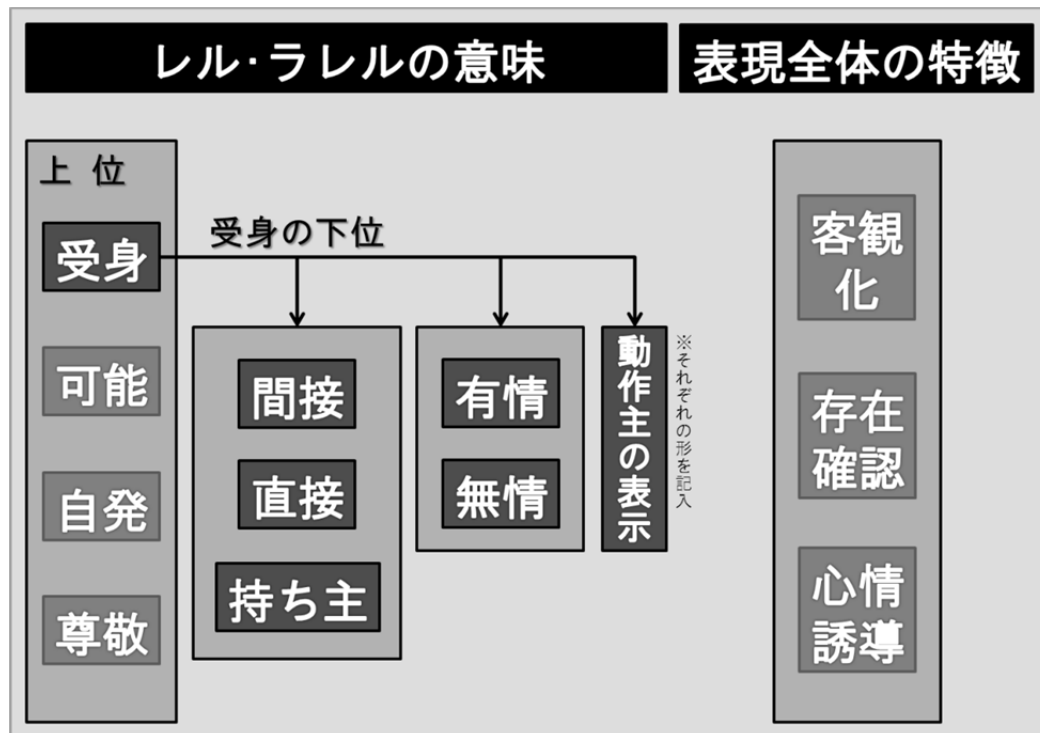 レル・ラレルの意味
表現全体の特徴
上 位
受身
可能
自発
尊敬
受身の下位
間接
直接
持ち主
有情
無情
動作主の表示
※それぞれの形を記入
客観
化
存在
確認
心情
誘導